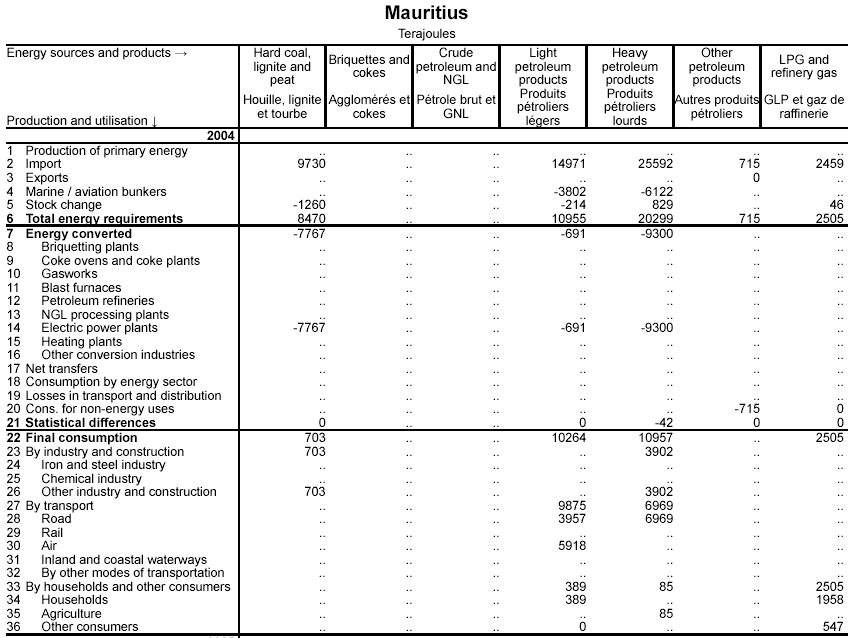 Mauritius
Terajoules
Energy sources and products → Hard coal, lignite and peat Briquettes and cokes Crude petroleum and NGL Light petroleum products Heavy petroleum products Other petroleum products LPG and refinery gas
Production and utilisation ↓ Houille, lignite et tourbe Agglomérés et cokes Pétrole brut et GNL Produits pétroliers légers Produits pétroliers lourds Autres produits pétroliers GLP et gaz de raffinerie
2004
1 Production of primary energy .. .. .. .. .. .. ..
2 Import 9730 .. .. 14971 25592 715 2459
3 Exports .. .. .. .. .. 0 ..
4 Marine / aviation bunkers .. .. .. -3802 -6122 .. ..
5 Stock change -1260 .. .. -214 829 .. 46
6 Total energy requirements 8470 .. .. 10955 20299 715 2505
7 Energy converted -7767 .. .. -691 -9300 .. ..
8 Briquetting plants .. .. .. .. .. .. ..
9 Coke ovens and coke plants .. .. .. .. .. .. ..
10 Gasworks .. .. .. .. .. .. ..
11 Blast furnaces .. .. .. .. .. .. ..
12 Petroleum refineries .. .. .. .. .. .. ..
13 NGL processing plants .. .. .. .. .. .. ..
14 Electric power plants -7767 .. .. -691 -9300 .. ..
15 Heating plants .. .. .. .. .. .. ..
16 Other conversion industries .. .. .. .. .. .. ..
17 Net transfers .. .. .. .. .. .. ..
18 Consumption by energy sector .. .. .. .. .. .. ..
19 Losses in transport and distribution .. .. .. .. .. .. ..
20 Cons. for non-energy uses .. .. .. .. .. -715 0
21 Statistical differences 0 .. .. 0 -42 0 0
22 Final consumption 703 .. .. 10264 10957 .. 2505
23 By industry and construction 703 .. .. .. 3902 .. ..
24 Iron and steel industry .. .. .. .. .. .. ..
25 Chemical industry .. .. .. .. .. .. ..
26 Other industry and construction 703 .. .. .. 3902 .. ..
27 By transport .. .. .. 9875 6969 .. ..
28 Road .. .. .. 3957 6969 .. ..
29 Rail .. .. .. .. .. .. ..
30 Air .. .. .. 5918 .. .. ..
31 Inland and coastal waterways .. .. .. .. .. .. ..
32 By other modes of transportation .. .. .. .. .. .. ..
33 By households and other consumers .. .. .. 389 85 .. 2505
34 Households .. .. .. 389 .. .. 1958
35 Agriculture .. .. .. .. 85 .. ..
36 Other consumers .. .. .. 0 .. .. 547